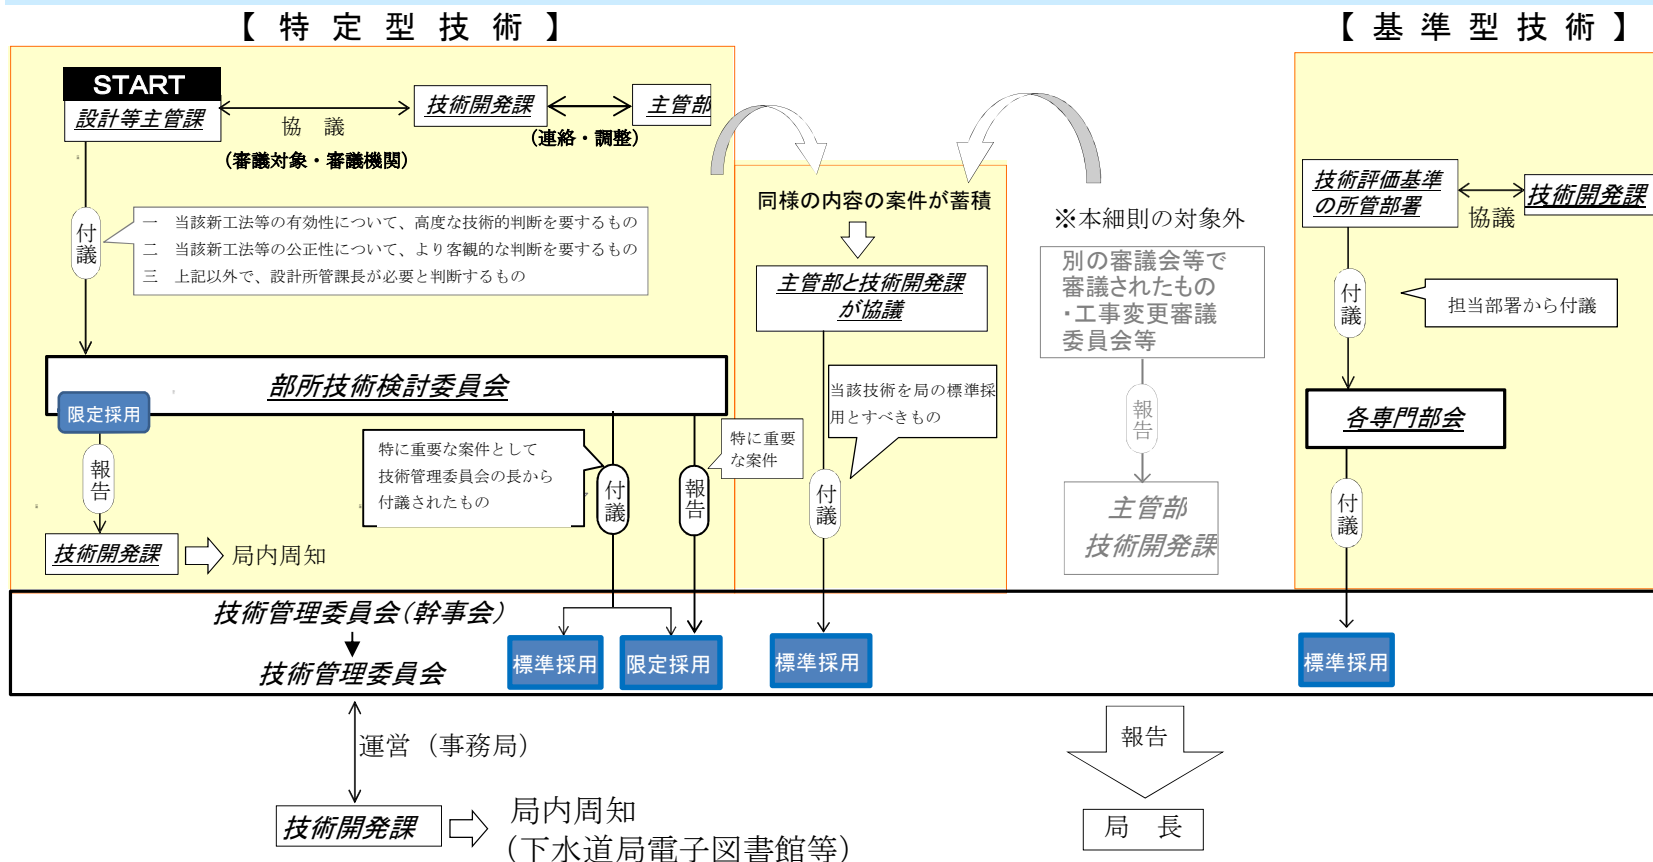 【 特 定 型 技 術 】
【 基 準 型 技 術 】
START
設計等主管課
協　議
(審議対象・審議機関)
技術開発課
(連絡・調整)
主管部
付議
一　当該新工法等の有効性について、高度な技術的判断を要するもの
二　当該新工法等の公正性について、より客観的な判断を要するもの
三　上記以外で、設計所管課長が必要と判断するもの
部所技術検討委員会
限定採用
報告
技術開発課
局内周知
特に重要な案件として
技術管理委員会の長から
付議されたもの
付議
報告
特に重要
な案件
同様の内容の案件が蓄積
主管部と技術開発課
が協議
当該技術を局の標準採
用とすべきもの
付議
※本細則の対象外
別の審議会等で
審議されたもの
・工事変更審議
委員会等
報告
主管部
技術開発課
技術評価基準
の所管部署
協議
技術開発課
付議
担当部署から付議
各専門部会
付議
技術管理委員会(幹事会)
技術管理委員会
標準採用
限定採用
標準採用
標準採用
運営（事務局）
技術開発課
局内周知
（下水道局電子図書館等）
報告
局　長